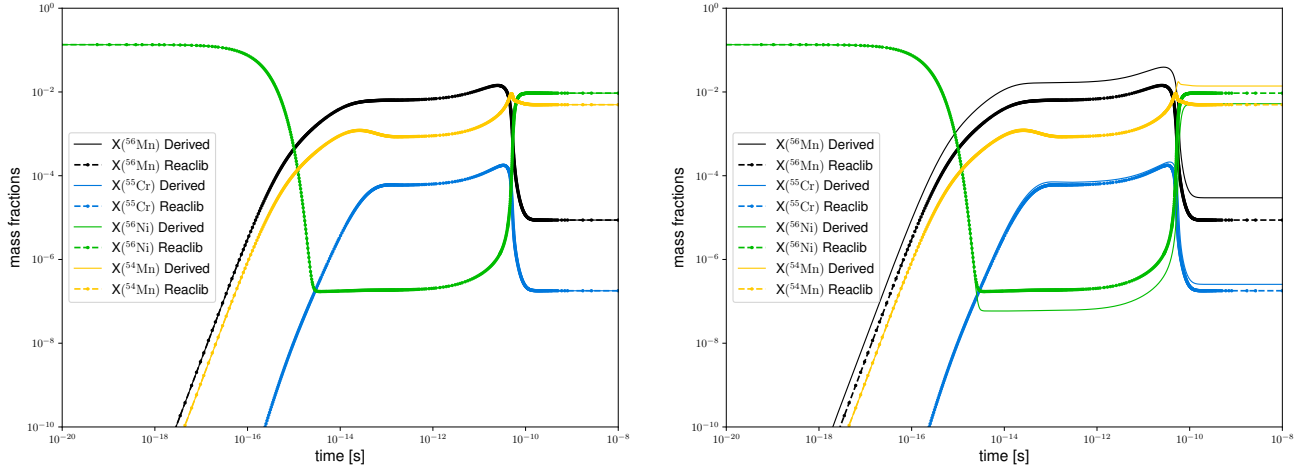 10⁰
10⁻²
10⁻⁴
10⁻⁶
10⁻⁸
10⁻¹⁰
mass fractions
X(⁵⁶Mn) Derived
X(⁵⁶Mn) Reaclib
X(⁵⁵Cr) Derived
X(⁵⁵Cr) Reaclib
X(⁵⁶Ni) Derived
X(⁵⁶Ni) Reaclib
X(⁵⁴Mn) Derived
X(⁵⁴Mn) Reaclib
10⁻²⁰ 10⁻¹⁸ 10⁻¹⁶ 10⁻¹⁴ 10⁻¹² 10⁻¹⁰ 10⁻⁸
time [s]
10⁰
10⁻²
10⁻⁴
10⁻⁶
10⁻⁸
10⁻¹⁰
mass fractions
X(⁵⁶Mn) Derived
X(⁵⁶Mn) Reaclib
X(⁵⁵Cr) Derived
X(⁵⁵Cr) Reaclib
X(⁵⁶Ni) Derived
X(⁵⁶Ni) Reaclib
X(⁵⁴Mn) Derived
X(⁵⁴Mn) Reaclib
10⁻²⁰ 10⁻¹⁸ 10⁻¹⁶ 10⁻¹⁴ 10⁻¹² 10⁻¹⁰ 10⁻⁸
time [s]